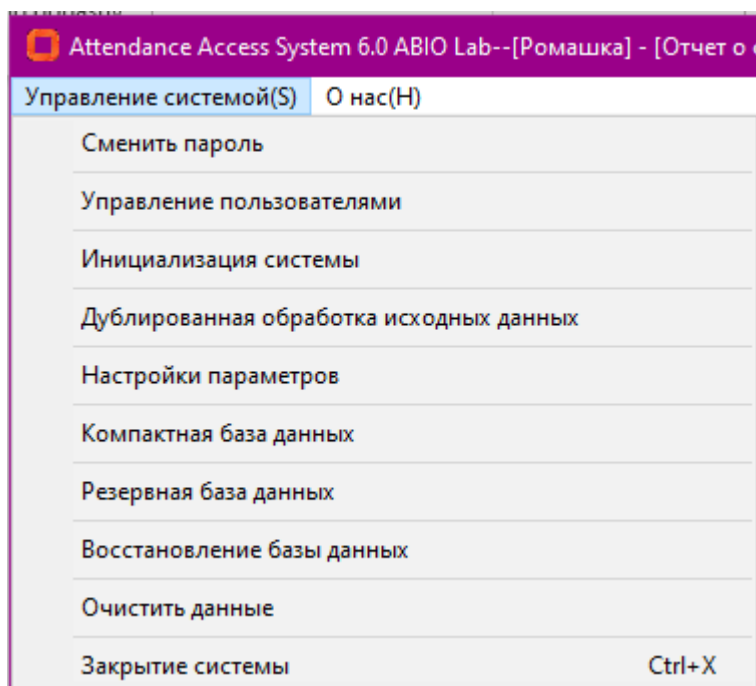 Attendance Access System 6.0 ABIO Lab--[Ромашка] - [Отчет о
Управление системой(S) О нас(H)
Сменить пароль
Управление пользователями
Инициализация системы
Дублированная обработка исходных данных
Настройки параметров
Компактная база данных
Резервная база данных
Восстановление базы данных
Очистить данные
Закрытие системы Ctrl+X